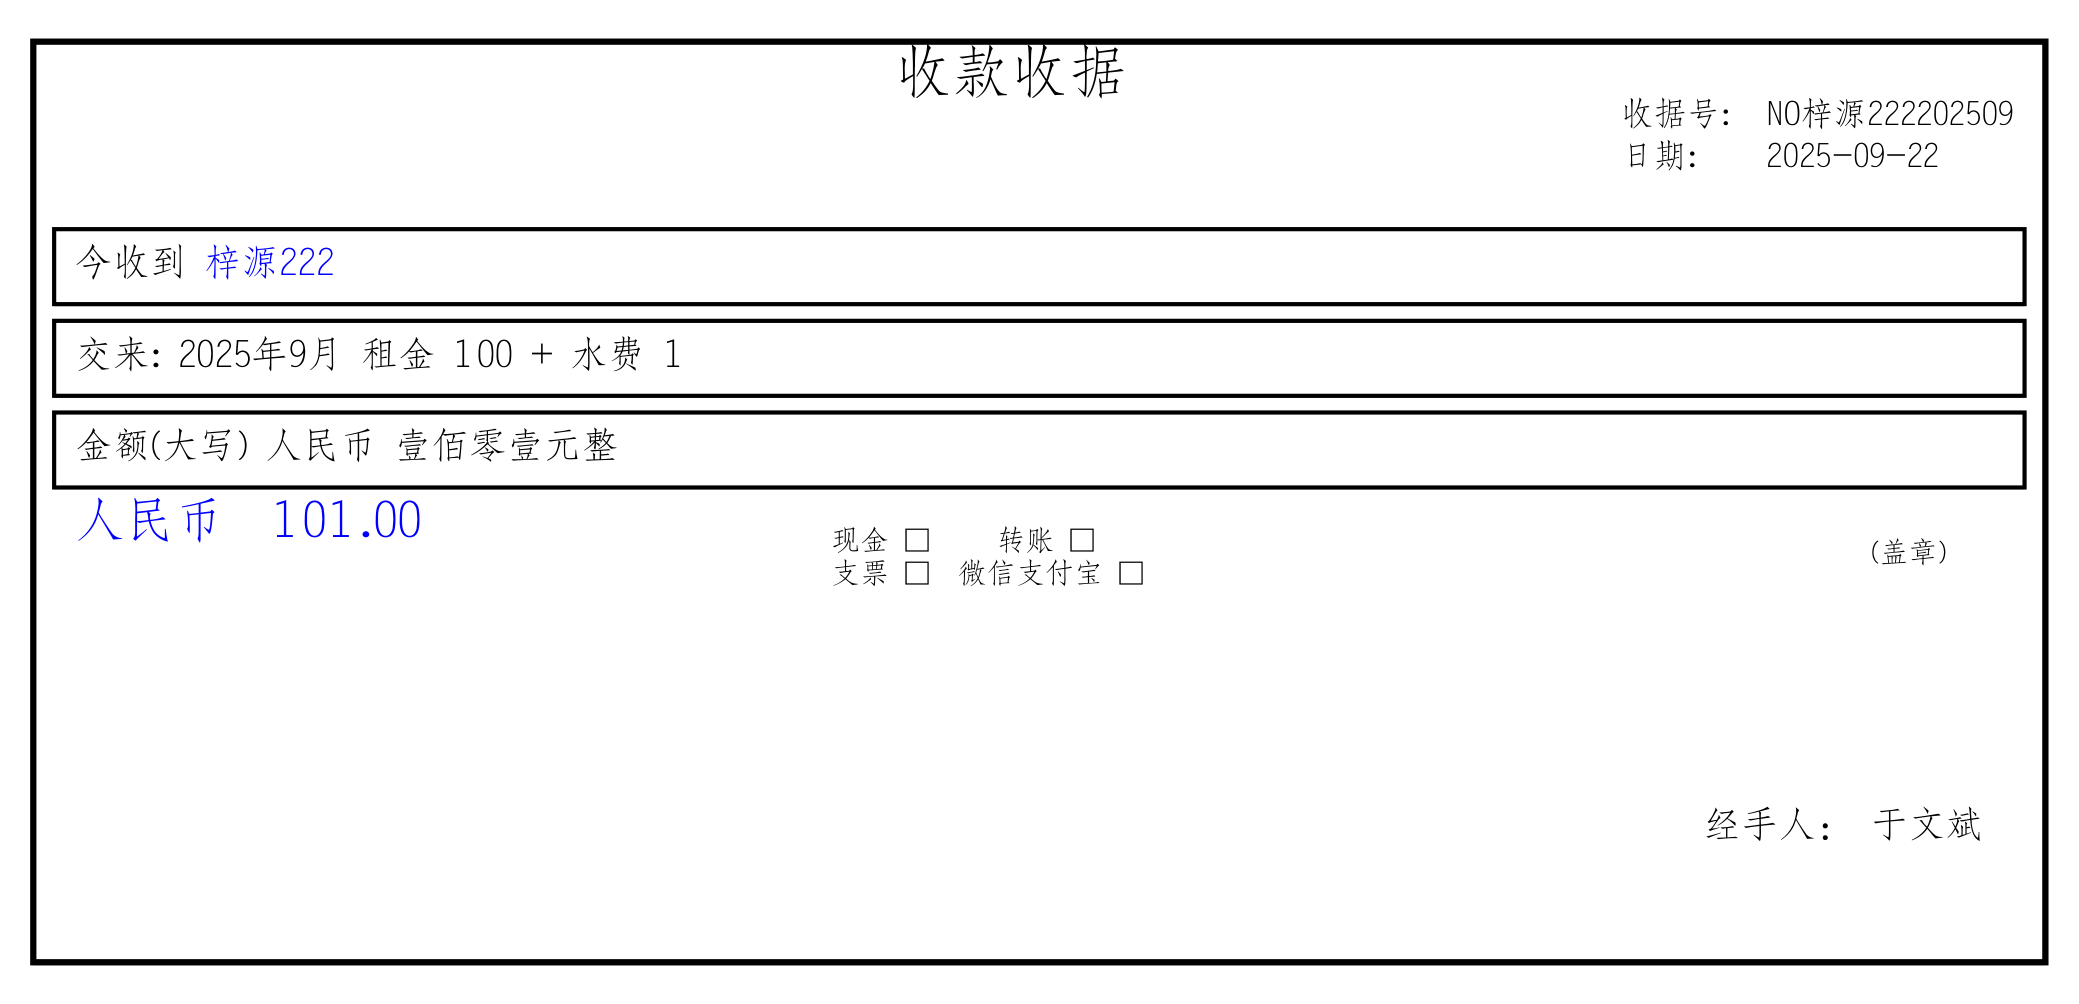 收款收据
收据号: NO梓源222202509
日期: 2025-09-22
今收到 梓源222
交来: 2025年9月 租金 100 + 水费 1
金额(大写) 人民币 壹佰零壹元整
人民币 101.00
现金 □ 转账 □
支票 □ 微信支付宝 □
(盖章)
经手人: 于文斌